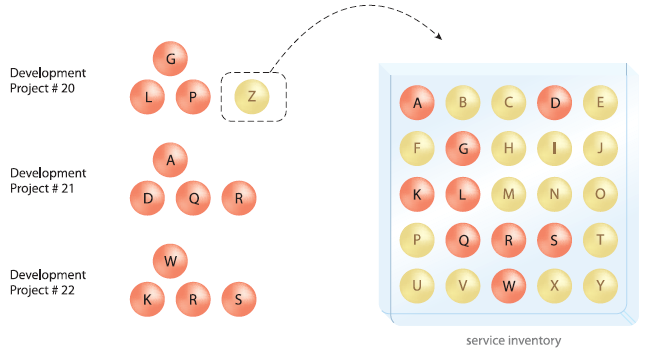 Development
Project # 20
G
L P Z
Development
Project # 21
A
D Q R
Development
Project # 22
W
K R S
A B C D E
F G H I J
K L M N O
P Q R S T
U V W X Y
service inventory